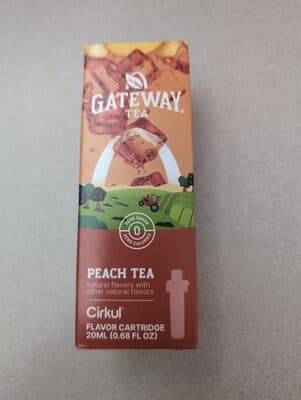 GATEWAY®
TEA
ZERO SUGAR
0
ZERO CALORIES
PEACH TEA
natural flavors with
other natural flavors
Cirkul®
FLAVOR CARTRIDGE
20ML (0.68 FL OZ)